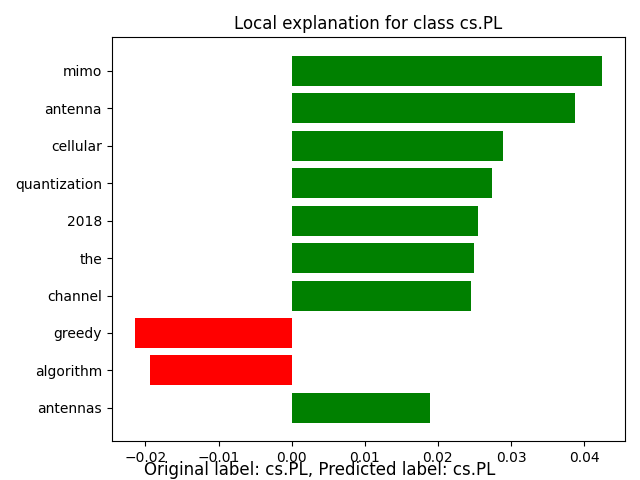 Local explanation for class cs.PL
mimo
antenna
cellular
quantization
2018
the
channel
greedy
algorithm
antennas
−0.02 −0.01 0.00 0.01 0.02 0.03 0.04
Original label: cs.PL, Predicted label: cs.PL